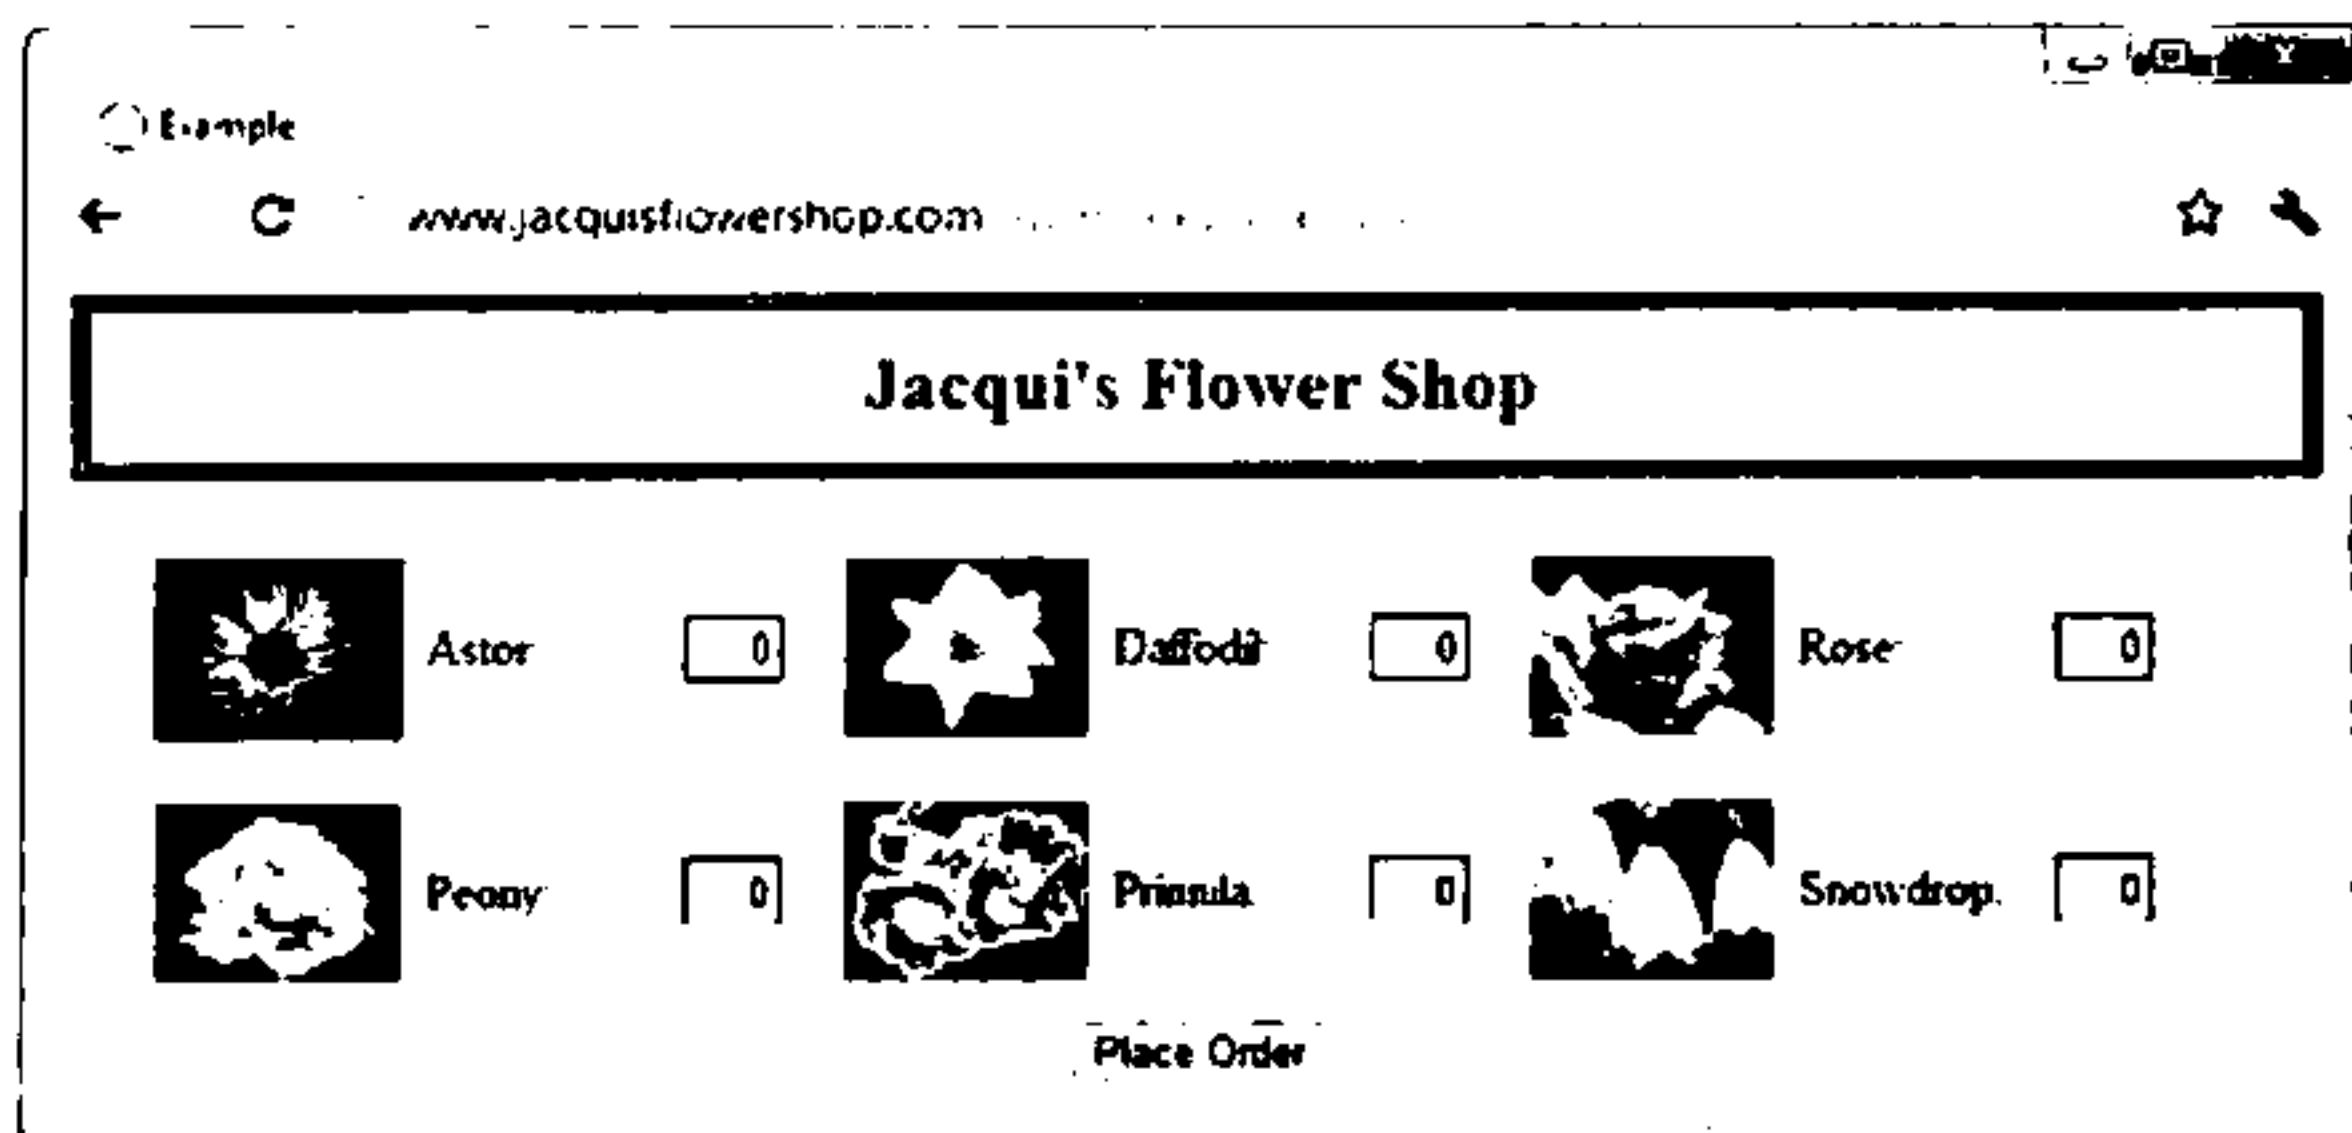 Example
www.jacquisflowershop.com
Jacqui's Flower Shop
Astor 0 Daffodil 0 Rose 0
Peony 0 Primula 0 Snowdrop 0
Place Order